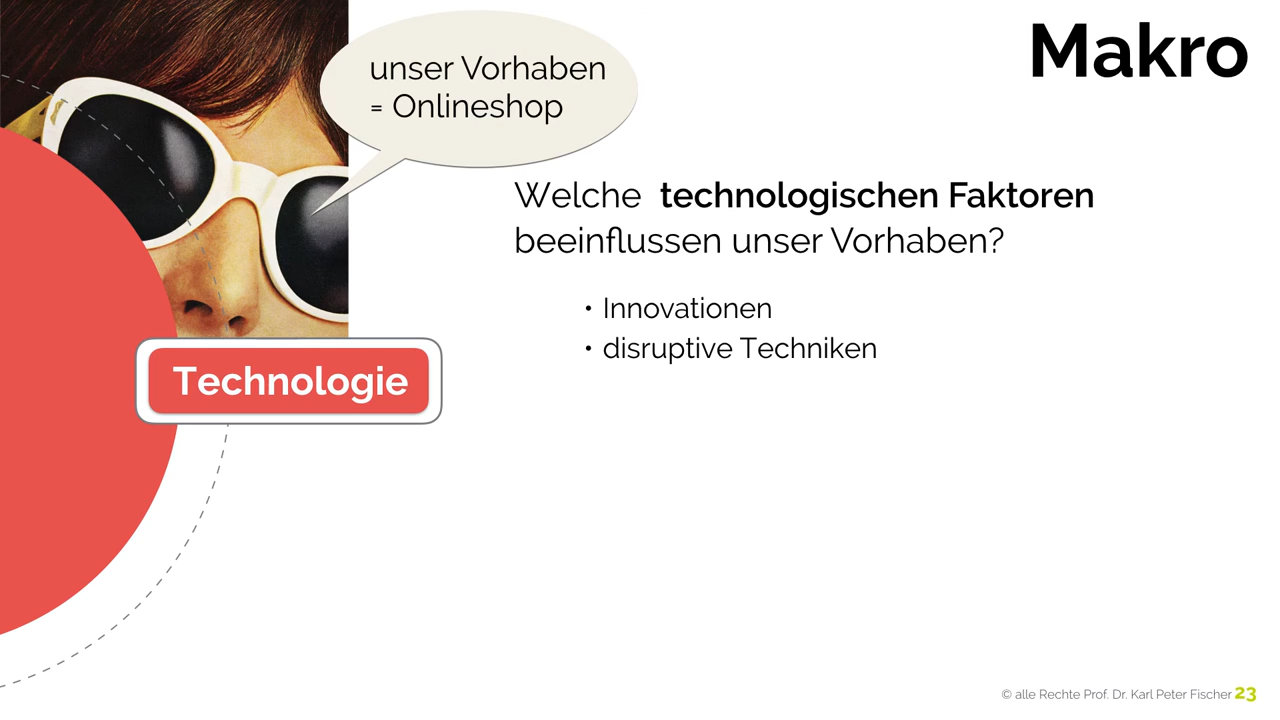 Makro
unser Vorhaben
= Onlineshop
Welche technologischen Faktoren
beeinflussen unser Vorhaben?
• Innovationen
• disruptive Techniken
Technologie
© alle Rechte Prof. Dr. Karl Peter Fischer 23